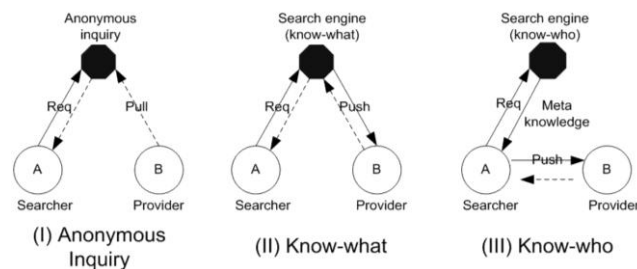 Anonymous
inquiry
Req
Pull
A
B
Searcher
Provider
(I) Anonymous
Inquiry
Search engine
(know-what)
Req
Push
A
B
Searcher
Provider
(II) Know-what
Search engine
(know-who)
Req
Meta
knowledge
Push
A
B
Searcher
Provider
(III) Know-who